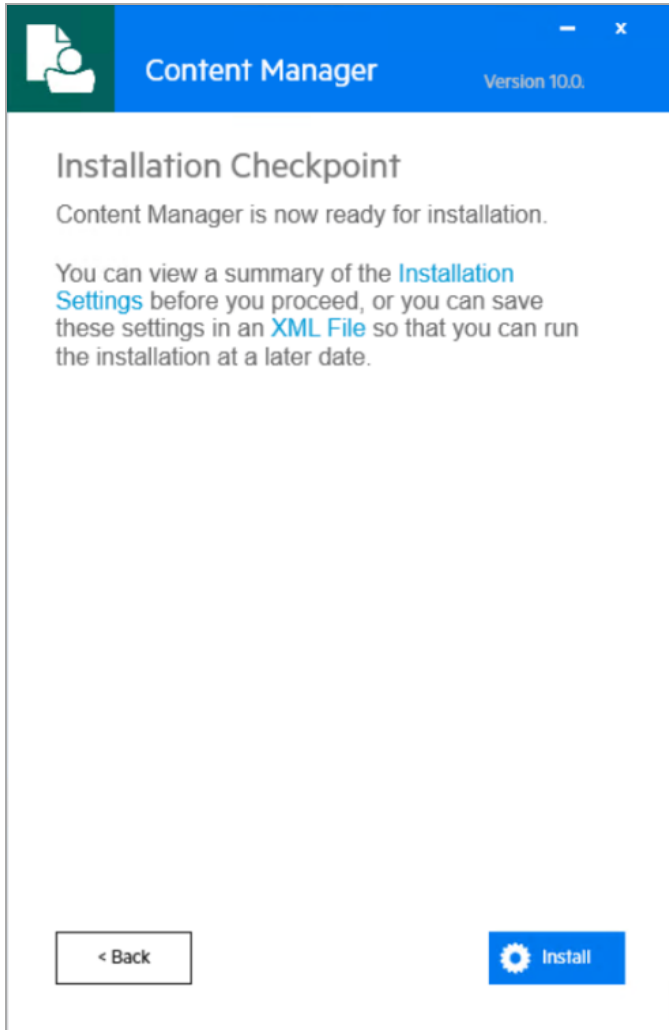 Content Manager
Version 10.0.
Installation Checkpoint
Content Manager is now ready for installation.
You can view a summary of the Installation
Settings before you proceed, or you can save
these settings in an XML File so that you can run
the installation at a later date.
< Back
Install